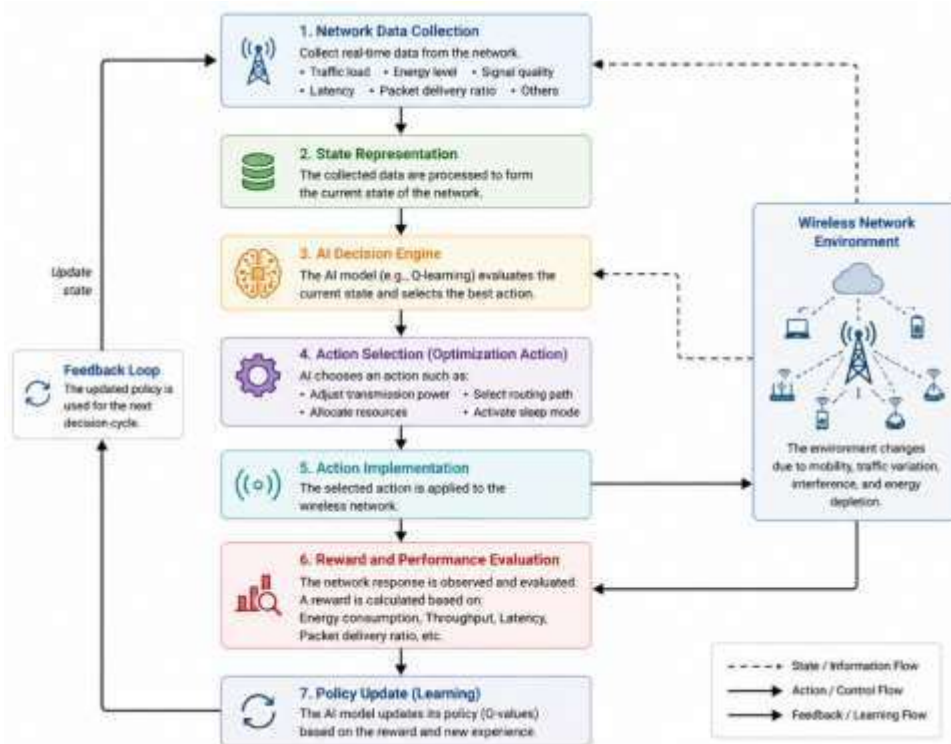 1. Network Data Collection
Collect real-time data from the network.
• Traffic load • Energy level • Signal quality
• Latency • Packet delivery ratio • Others
2. State Representation
The collected data are processed to form
the current state of the network.
3. AI Decision Engine
The AI model (e.g., Q-learning) evaluates the
current state and selects the best action.
4. Action Selection (Optimization Action)
AI chooses an action such as:
• Adjust transmission power • Select routing path
• Allocate resources • Activate sleep mode
5. Action Implementation
The selected action is applied to the
wireless network.
6. Reward and Performance Evaluation
The network response is observed and evaluated.
A reward is calculated based on:
Energy consumption, Throughput, Latency,
Packet delivery ratio, etc.
7. Policy Update (Learning)
The AI model updates its policy (Q-values)
based on the reward and new experience.
Update
state
Feedback Loop
The updated policy is
used for the next
decision-cycle.
Wireless Network
Environment
The environment changes
due to mobility, traffic variation,
interference, and energy
depletion.
State / Information Flow
Action / Control Flow
Feedback / Learning Flow